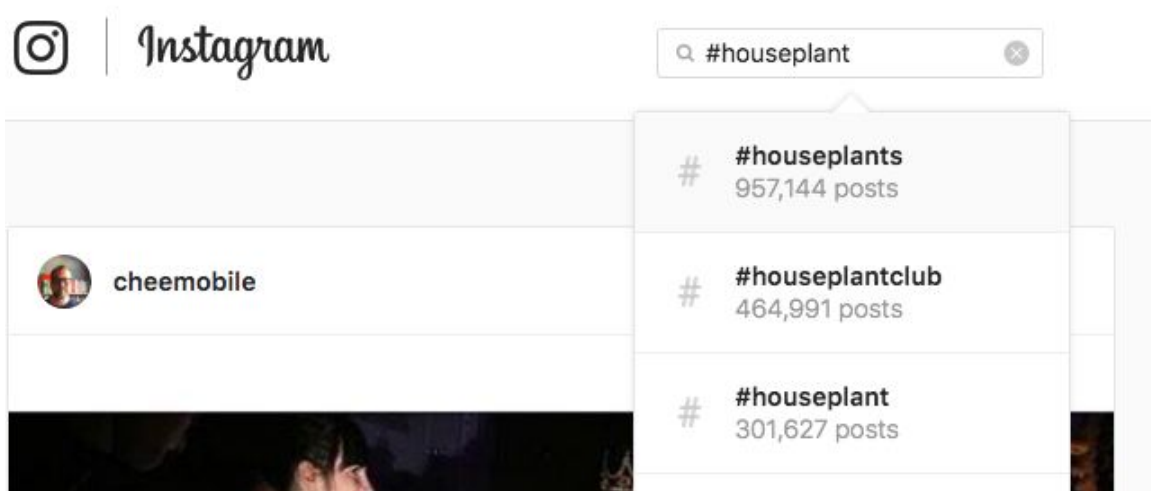 Instagram
#houseplant
#houseplants
957,144 posts
#houseplantclub
464,991 posts
cheemobile
#houseplant
301,627 posts